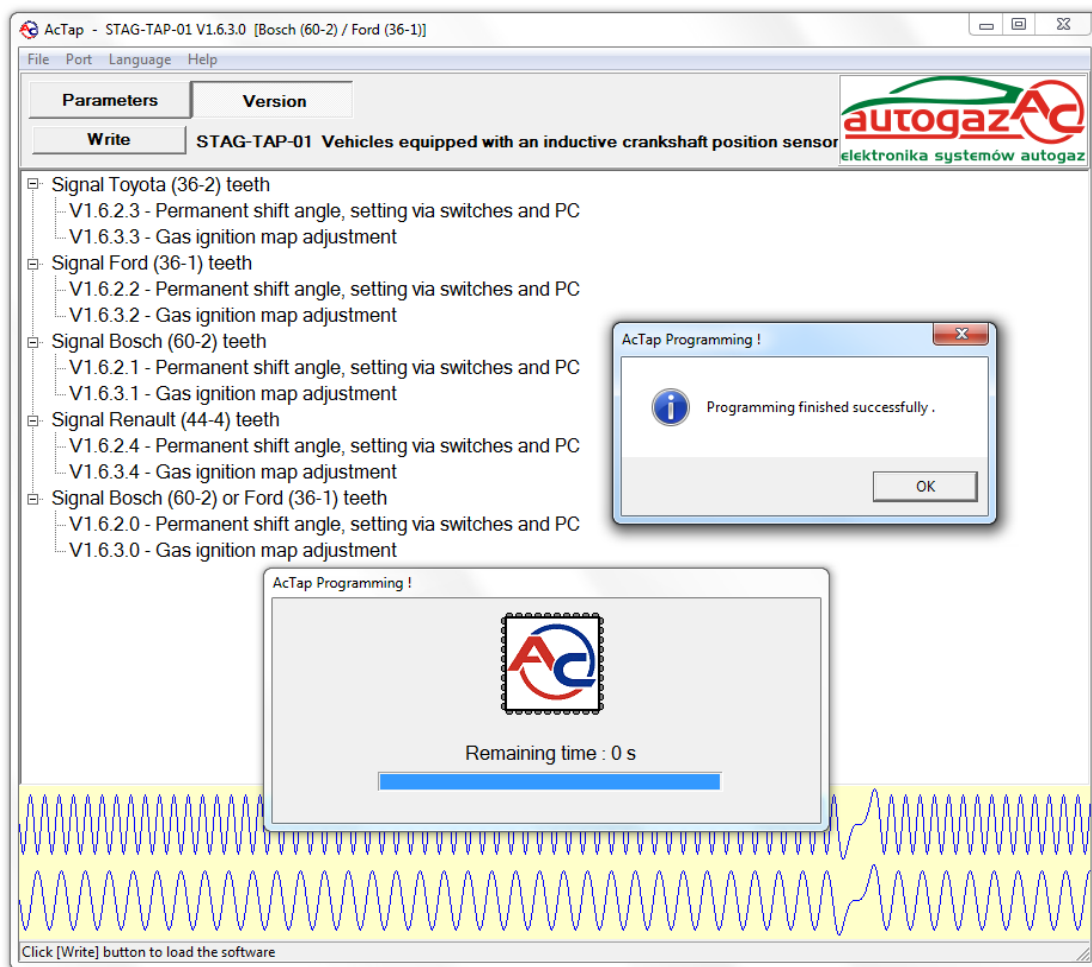 AcTap - STAG-TAP-01 V1.6.3.0 [Bosch (60-2) / Ford (36-1)]
File Port Language Help
Parameters Version
Write STAG-TAP-01 Vehicles equipped with an inductive crankshaft position sensor
autogaz AC
elektronika systemów autogaz
Signal Toyota (36-2) teeth
V1.6.2.3 - Permanent shift angle, setting via switches and PC
V1.6.3.3 - Gas ignition map adjustment
Signal Ford (36-1) teeth
V1.6.2.2 - Permanent shift angle, setting via switches and PC
V1.6.3.2 - Gas ignition map adjustment
Signal Bosch (60-2) teeth
V1.6.2.1 - Permanent shift angle, setting via switches and PC
V1.6.3.1 - Gas ignition map adjustment
Signal Renault (44-4) teeth
V1.6.2.4 - Permanent shift angle, setting via switches and PC
V1.6.3.4 - Gas ignition map adjustment
Signal Bosch (60-2) or Ford (36-1) teeth
V1.6.2.0 - Permanent shift angle, setting via switches and PC
V1.6.3.0 - Gas ignition map adjustment
AcTap Programming !
Programming finished successfully .
OK
AcTap Programming !
AC
Remaining time : 0 s
Click [Write] button to load the software